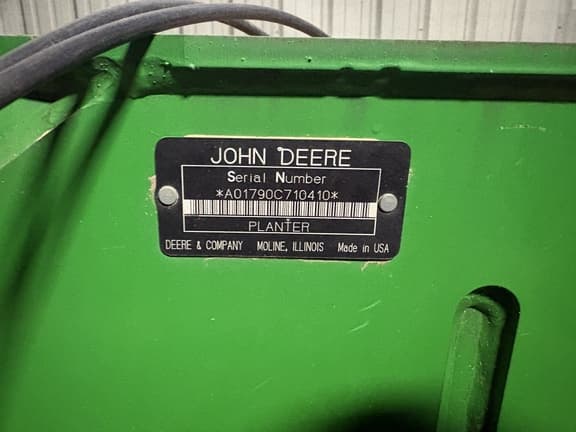 JOHN DEERE
Serial Number
*A01790C710410*
PLANTER
DEERE & COMPANY MOLINE, ILLINOIS Made in USA